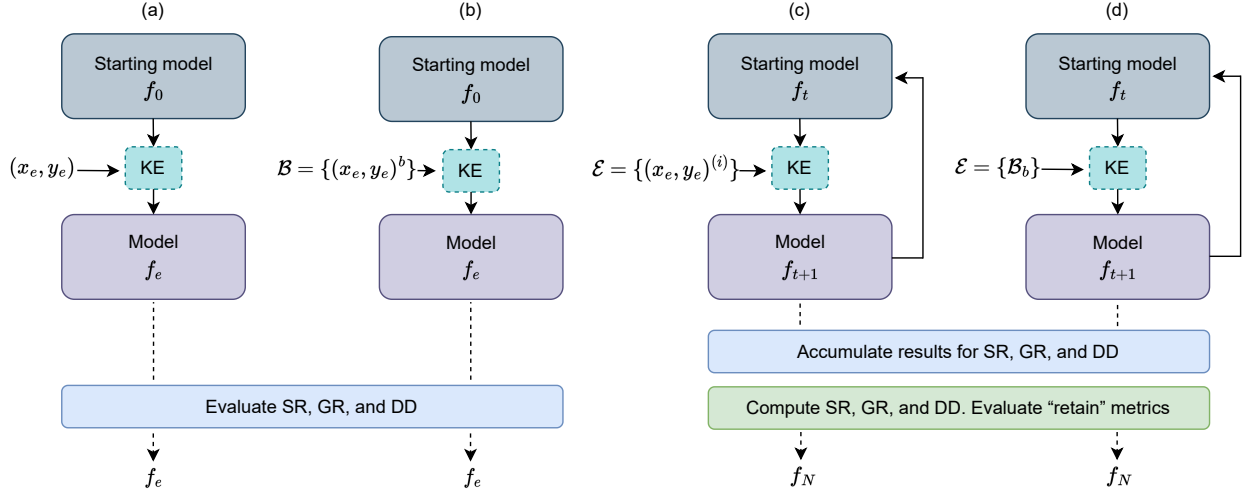 (a)
(b)
(c)
(d)
Starting model
f_0
Starting model
f_0
Starting model
f_t
Starting model
f_t
(x_e, y_e)
KE
ℬ = {(x_e, y_e)^b}
KE
ℰ = {(x_e, y_e)^{(i)}}
KE
ℰ = {ℬ_b}
KE
Model
f_e
Model
f_e
Model
f_{t+1}
Model
f_{t+1}
Accumulate results for SR, GR, and DD
Evaluate SR, GR, and DD
Compute SR, GR, and DD. Evaluate “retain” metrics
f_e
f_e
f_N
f_N